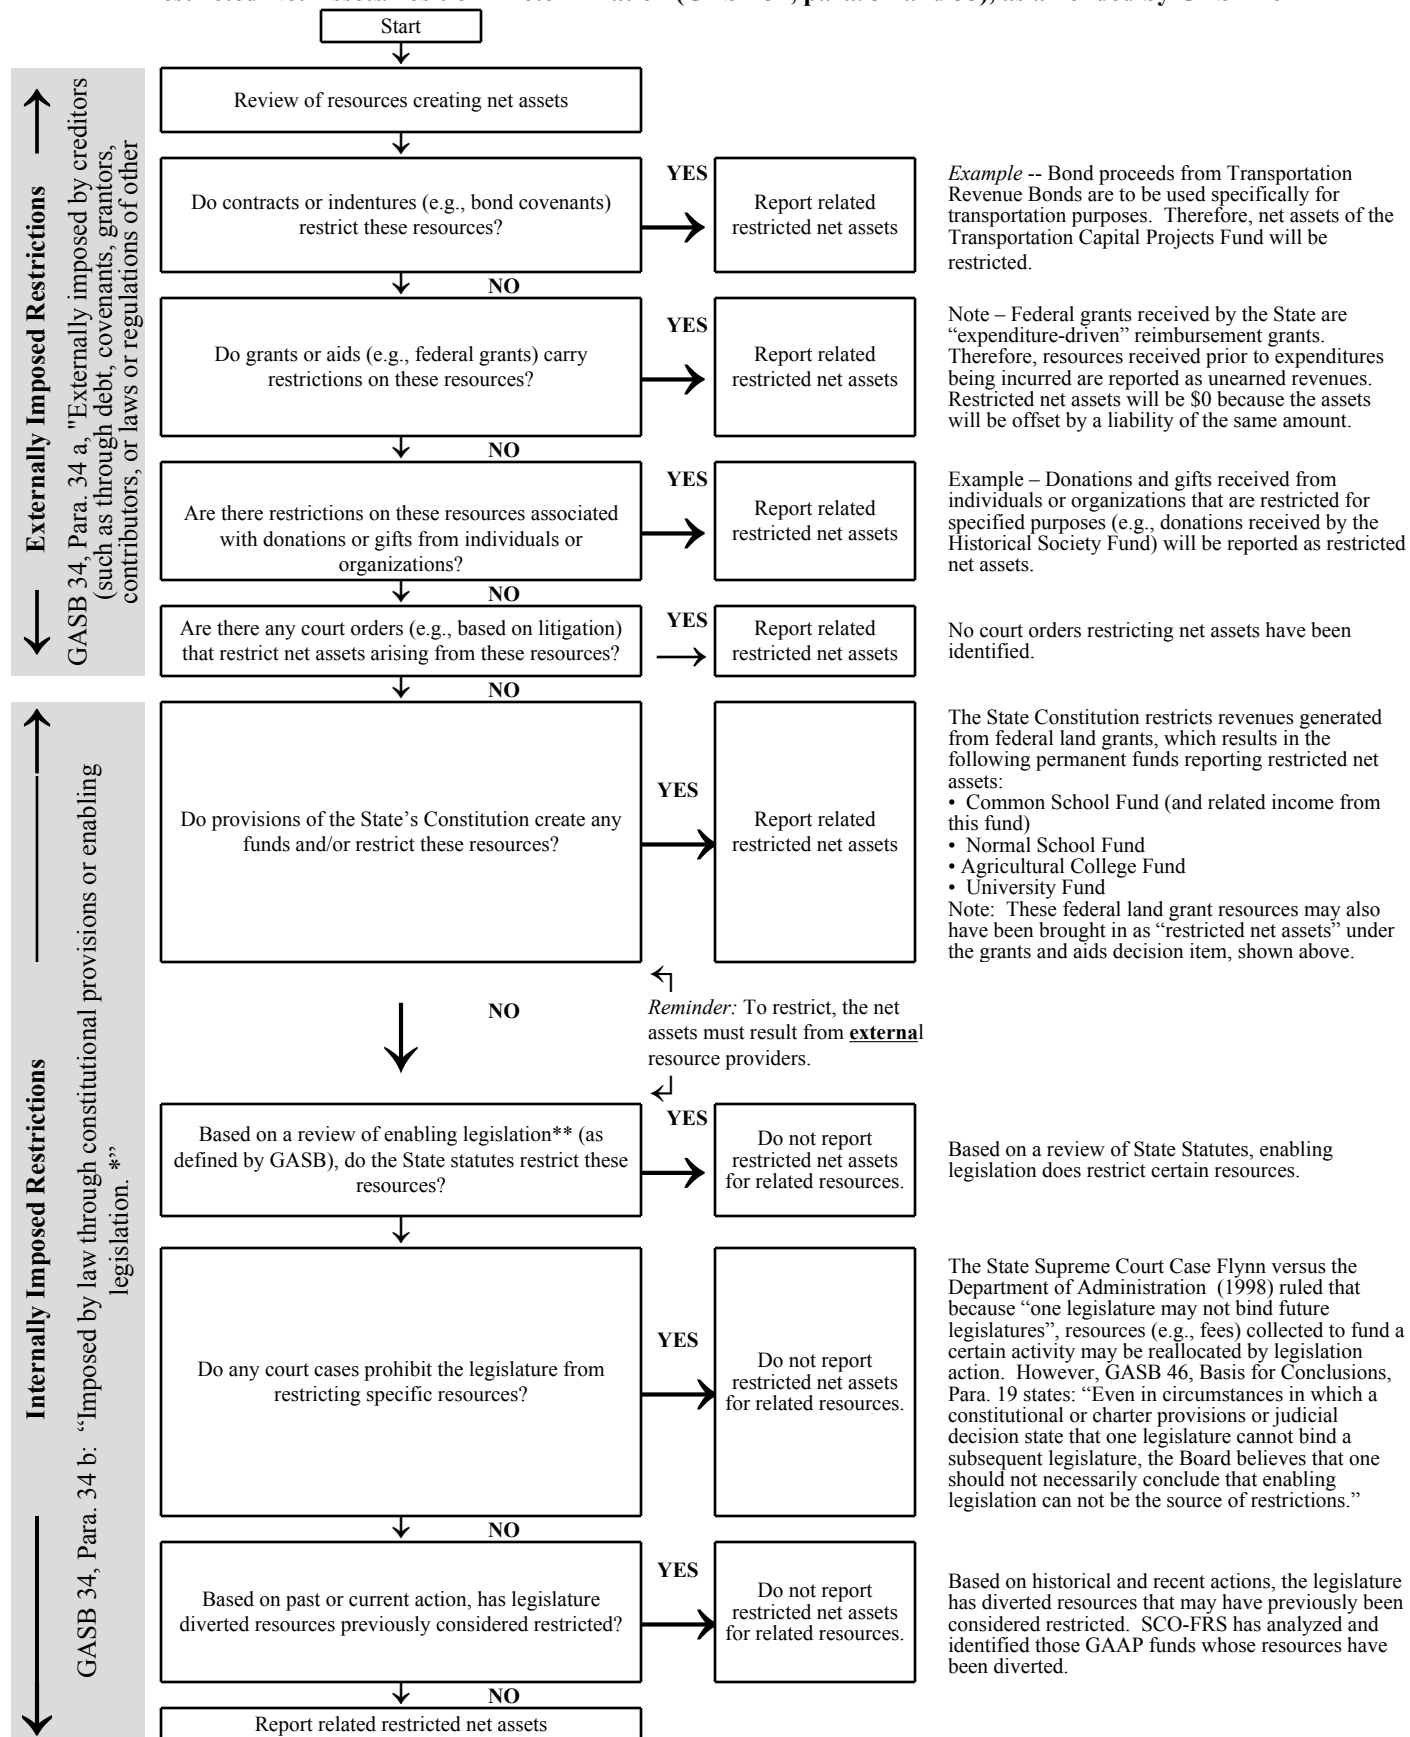 Restricted Net Assets/Position Determination (GASB 34, para. 34 and 35), as amended by GASB 46
Start
Review of resources creating net assets
Externally Imposed Restrictions
GASB 34, Para. 34 a, "Externally imposed by creditors
(such as through debt, covenants, grantors,
contributors, or laws or regulations of other
Do contracts or indentures (e.g., bond covenants)
restrict these resources?
YES
Report related
restricted net assets
Example -- Bond proceeds from Transportation
Revenue Bonds are to be used specifically for
transportation purposes. Therefore, net assets of the
Transportation Capital Projects Fund will be
restricted.
NO
Do grants or aids (e.g., federal grants) carry
restrictions on these resources?
YES
Report related
restricted net assets
Note – Federal grants received by the State are
“expenditure-driven” reimbursement grants.
Therefore, resources received prior to expenditures
being incurred are reported as unearned revenues.
Restricted net assets will be $0 because the assets
will be offset by a liability of the same amount.
NO
Are there restrictions on these resources associated
with donations or gifts from individuals or
organizations?
YES
Report related
restricted net assets
Example – Donations and gifts received from
individuals or organizations that are restricted for
specified purposes (e.g., donations received by the
Historical Society Fund) will be reported as restricted
net assets.
NO
Are there any court orders (e.g., based on litigation)
that restrict net assets arising from these resources?
YES
Report related
restricted net assets
No court orders restricting net assets have been
identified.
NO
Internally Imposed Restrictions
GASB 34, Para. 34 b: “Imposed by law through constitutional provisions or enabling
legislation. *”
Do provisions of the State’s Constitution create any
funds and/or restrict these resources?
YES
Report related
restricted net assets
The State Constitution restricts revenues generated
from federal land grants, which results in the
following permanent funds reporting restricted net
assets:
• Common School Fund (and related income from
this fund)
• Normal School Fund
• Agricultural College Fund
• University Fund
Note: These federal land grant resources may also
have been brought in as “restricted net assets” under
the grants and aids decision item, shown above.
NO
Reminder: To restrict, the net
assets must result from external
resource providers.
Based on a review of enabling legislation** (as
defined by GASB), do the State statutes restrict these
resources?
YES
Do not report
restricted net assets
for related resources.
Based on a review of State Statutes, enabling
legislation does restrict certain resources.
Do any court cases prohibit the legislature from
restricting specific resources?
YES
Do not report
restricted net assets
for related resources.
The State Supreme Court Case Flynn versus the
Department of Administration (1998) ruled that
because “one legislature may not bind future
legislatures”, resources (e.g., fees) collected to fund a
certain activity may be reallocated by legislation
action. However, GASB 46, Basis for Conclusions,
Para. 19 states: “Even in circumstances in which a
constitutional or charter provisions or judicial
decision state that one legislature cannot bind a
subsequent legislature, the Board believes that one
should not necessarily conclude that enabling
legislation can not be the source of restrictions.”
NO
Based on past or current action, has legislature
diverted resources previously considered restricted?
YES
Do not report
restricted net assets
for related resources.
Based on historical and recent actions, the legislature
has diverted resources that may have previously been
considered restricted. SCO-FRS has analyzed and
identified those GAAP funds whose resources have
been diverted.
NO
Report related restricted net assets